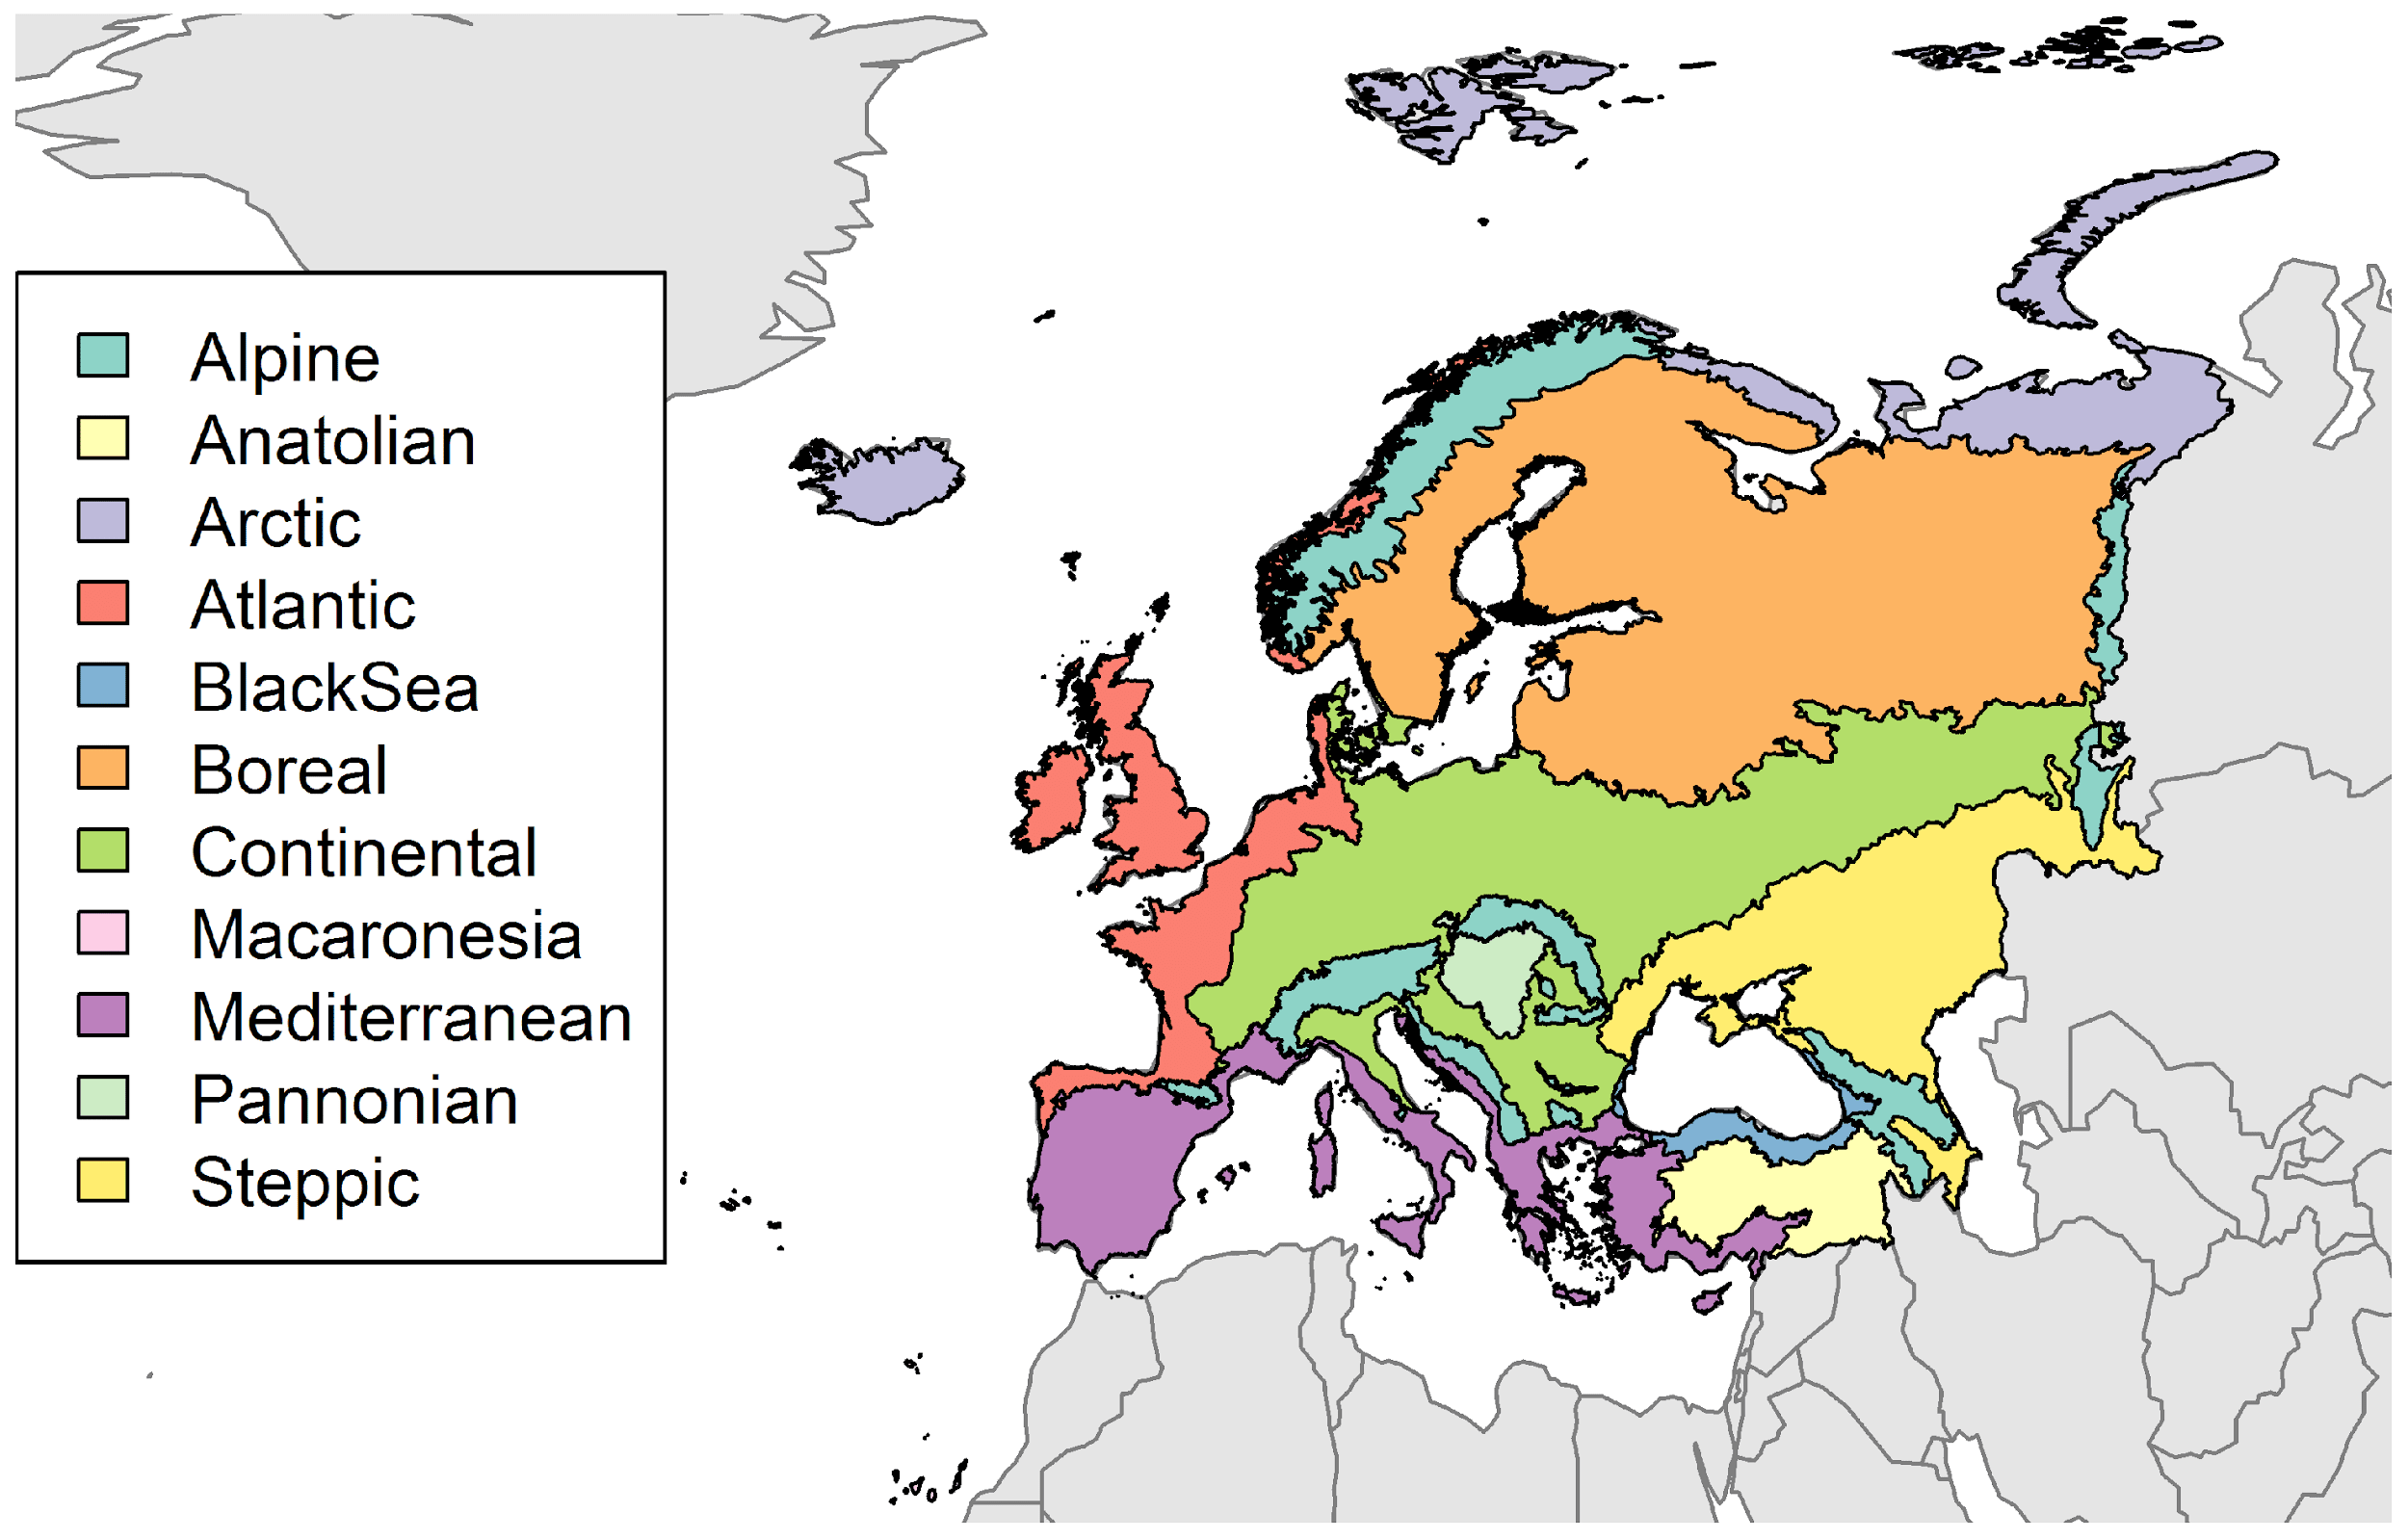 Alpine
Anatolian
Arctic
Atlantic
BlackSea
Boreal
Continental
Macaronesia
Mediterranean
Pannonian
Steppic